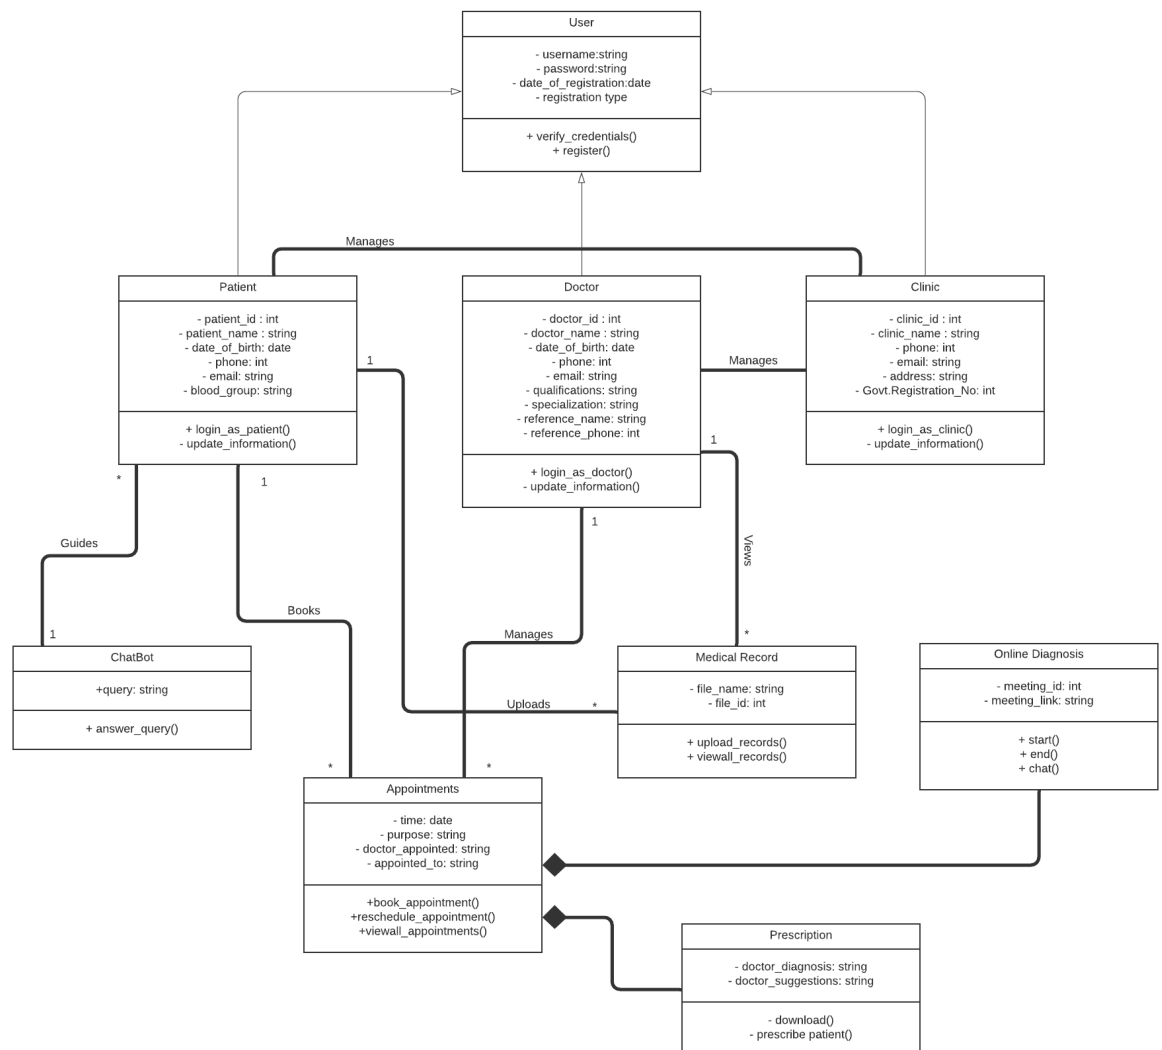 User
- username:string
- password:string
- date_of_registration:date
- registration type
+ verify_credentials()
+ register()
Manages
Patient
- patient_id : int
- patient_name : string
- date_of_birth: date
- phone: int
- email: string
- blood_group: string
+ login_as_patient()
- update_information()
Doctor
- doctor_id : int
- doctor_name : string
- date_of_birth: date
- phone: int
- email: string
- qualifications: string
- specialization: string
- reference_name: string
- reference_phone: int
+ login_as_doctor()
- update_information()
Manages
Clinic
- clinic_id : int
- clinic_name : string
- phone: int
- email: string
- address: string
- Govt.Registration_No: int
+ login_as_clinic()
- update_information()
1
1
*
1
1
Guides
Views
Books
Manages
1
*
ChatBot
+query: string
+ answer_query()
Uploads
*
Medical Record
- file_name: string
- file_id: int
+ upload_records()
+ viewall_records()
Online Diagnosis
- meeting_id: int
- meeting_link: string
+ start()
+ end()
+ chat()
*
*
Appointments
- time: date
- purpose: string
- doctor_appointed: string
- appointed_to: string
+book_appointment()
+reschedule_appointment()
+viewall_appointments()
Prescription
- doctor_diagnosis: string
- doctor_suggestions: string
- download()
- prescribe patient()